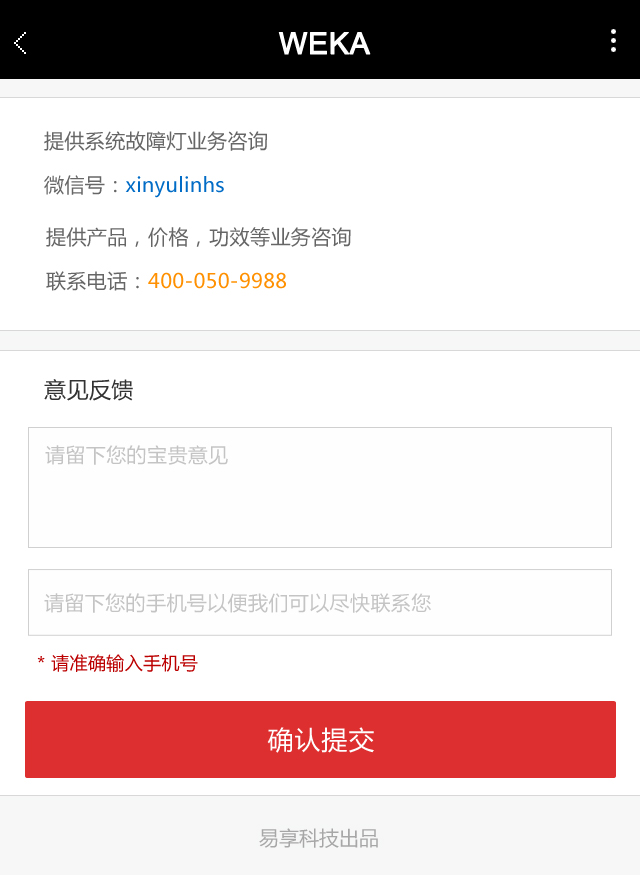 WEKA
提供系统故障灯业务咨询
微信号：xinyulinhs
提供产品，价格，功效等业务咨询
联系电话：400-050-9988
意见反馈
请留下您的宝贵意见
请留下您的手机号以便我们可以尽快联系您
* 请准确输入手机号
确认提交
易享科技出品